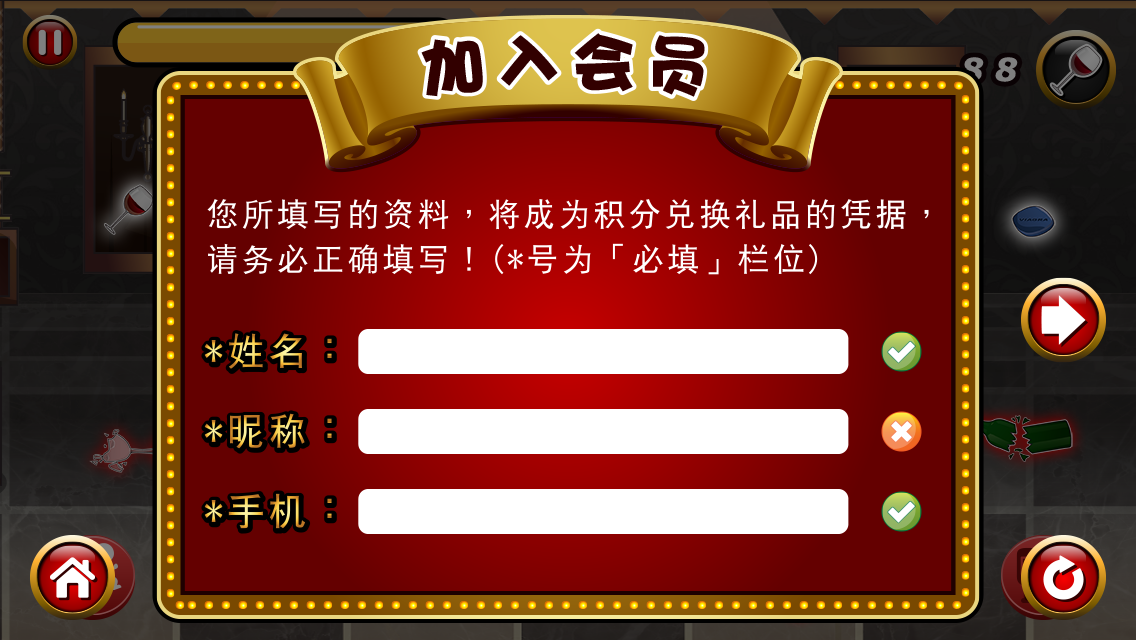 加入会员
88
您所填写的资料，将成为积分兑换礼品的凭据，
请务必正确填写！(*号为「必填」栏位)
*姓名：
*昵称：
*手机：